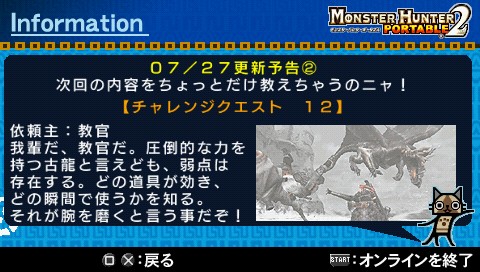 Information
MONSTER HUNTER
PORTABLE 2
07/27更新予告②
次回の内容をちょっとだけ教えちゃうのニャ！
【チャレンジクエスト　１２】
依頼主：教官
我輩だ、教官だ。圧倒的な力を
持つ古龍と言えども、弱点は
存在する。どの道具が効き、
どの瞬間で使うかを知る。
それが腕を磨くと言う事だぞ！
:戻る
START:オンラインを終了